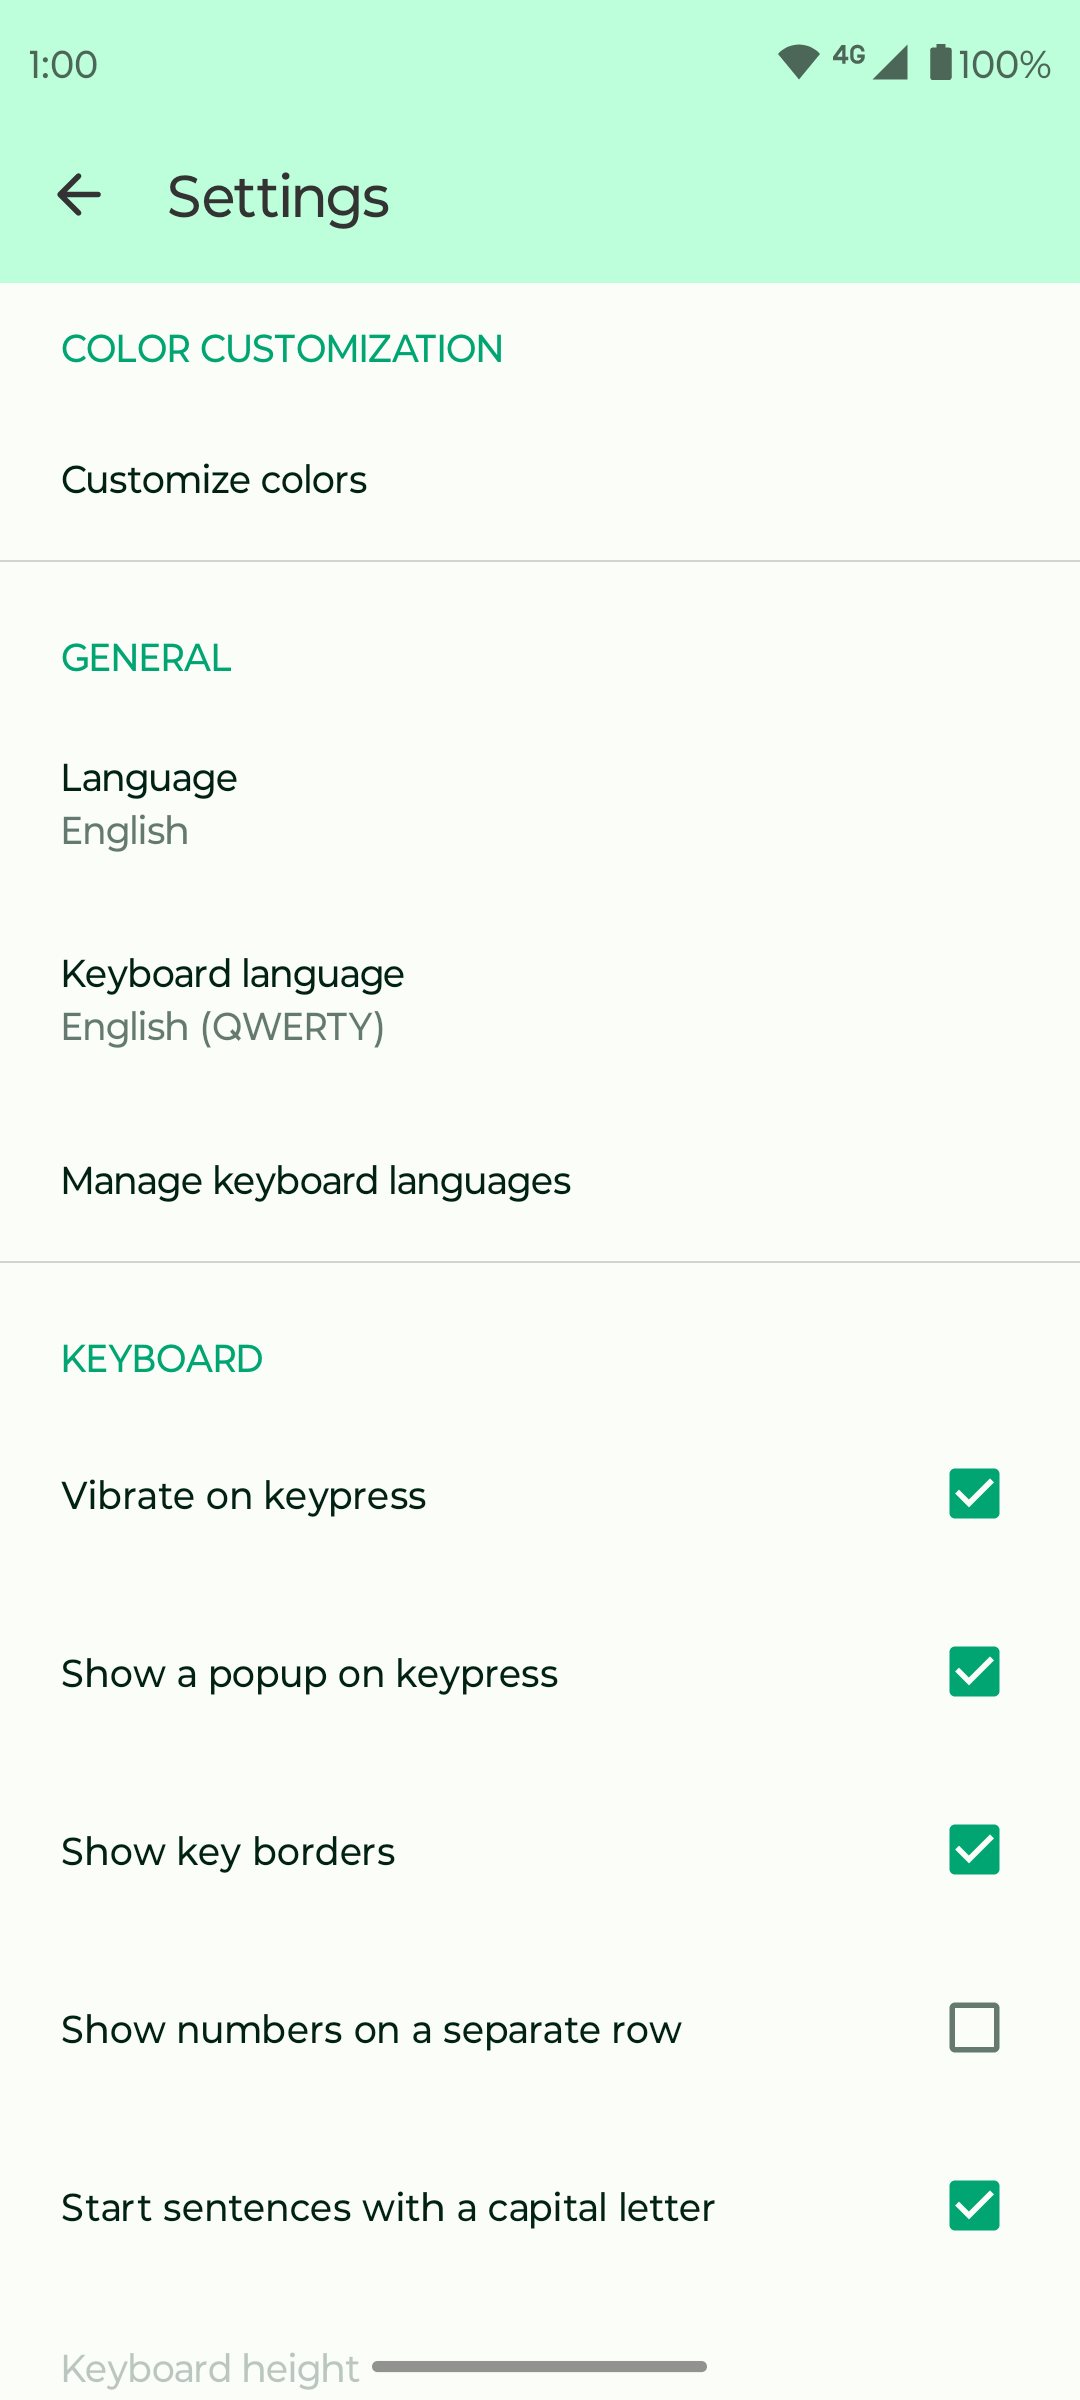 1:00
4G
100%
Settings
COLOR CUSTOMIZATION
Customize colors
GENERAL
Language
English
Keyboard language
English (QWERTY)
Manage keyboard languages
KEYBOARD
Vibrate on keypress
Show a popup on keypress
Show key borders
Show numbers on a separate row
Start sentences with a capital letter
Keyboard height